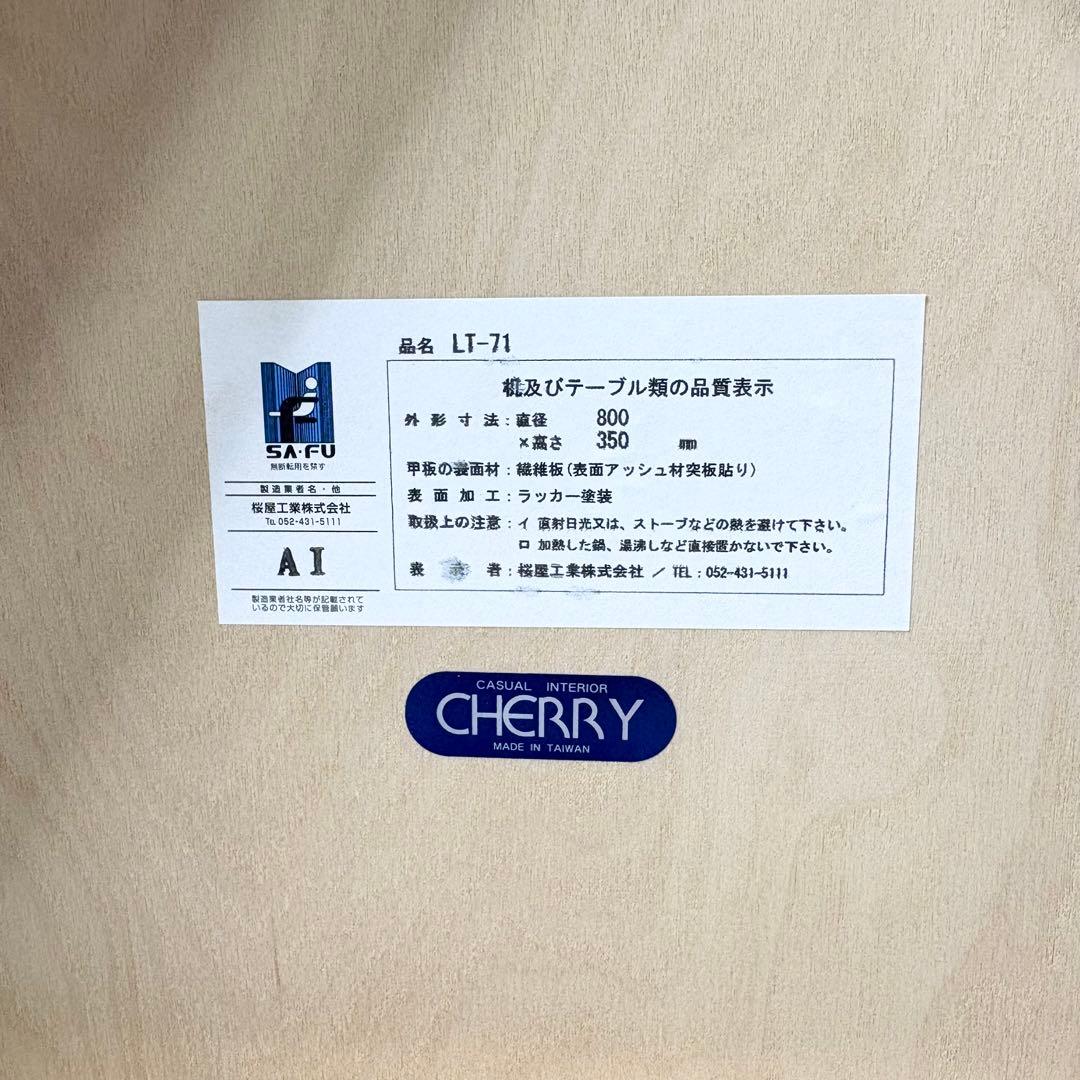 品名 LT-71
SA・FU
無断転用を禁ず
製造業者名・他
桜屋工業株式会社
TEL 052-431-5111
AI
製造業者社名等が記載されて
いるので大切に保管願います
机及びテーブル類の品質表示
外形寸法：直径 800
×高さ 350 mm
甲板の表面材：繊維板(表面アッシュ材突板貼り)
表面加工：ラッカー塗装
取扱上の注意：イ 直射日光又は、ストーブなどの熱を避けて下さい。
ロ 加熱した鍋、湯沸しなど直接置かないで下さい。
表示者：桜屋工業株式会社 / TEL：052-431-5111
CASUAL INTERIOR
CHERRY
MADE IN TAIWAN